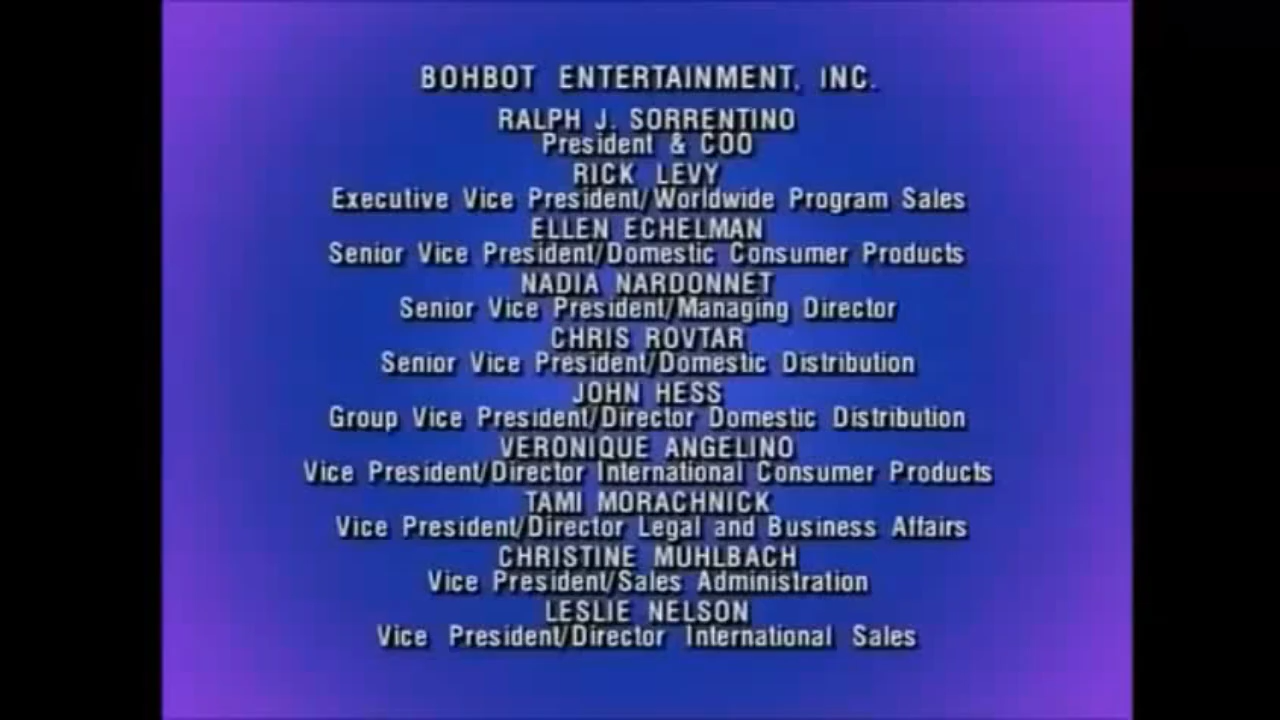 BOHBOT ENTERTAINMENT, INC.
RALPH J. SORRENTINO
President & COO
RICK LEVY
Executive Vice President/Worldwide Program Sales
ELLEN ECHELMAN
Senior Vice President/Domestic Consumer Products
NADIA NARDONNET
Senior Vice President/Managing Director
CHRIS ROVTAR
Senior Vice President/Domestic Distribution
JOHN HESS
Group Vice President/Director Domestic Distribution
VERONIQUE ANGELINO
Vice President/Director International Consumer Products
TAMI MORACHNICK
Vice President/Director Legal and Business Affairs
CHRISTINE MUHLBACH
Vice President/Sales Administration
LESLIE NELSON
Vice President/Director International Sales